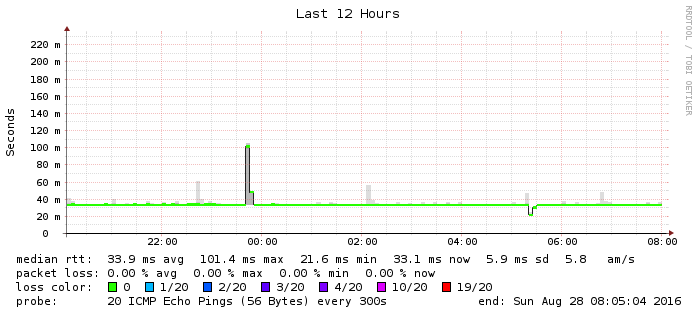 Last 12 Hours
RRDTOOL / TOBI OETIKER
Seconds
220 m
200 m
180 m
160 m
140 m
120 m
100 m
80 m
60 m
40 m
20 m
0
22:00 00:00 02:00 04:00 06:00 08:00
median rtt: 33.9 ms avg 101.4 ms max 21.6 ms min 33.1 ms now 5.9 ms sd 5.8 am/s
packet loss: 0.00 % avg 0.00 % max 0.00 % min 0.00 % now
loss color: 0 1/20 2/20 3/20 4/20 10/20 19/20
probe: 20 ICMP Echo Pings (56 Bytes) every 300s end: Sun Aug 28 08:05:04 2016